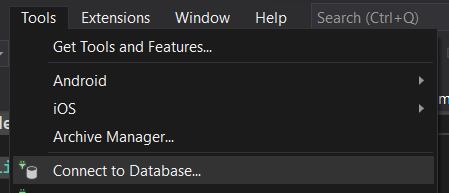 Tools Extensions Window Help Search (Ctrl+Q)
Get Tools and Features...
Android
iOS
Archive Manager...
Connect to Database...